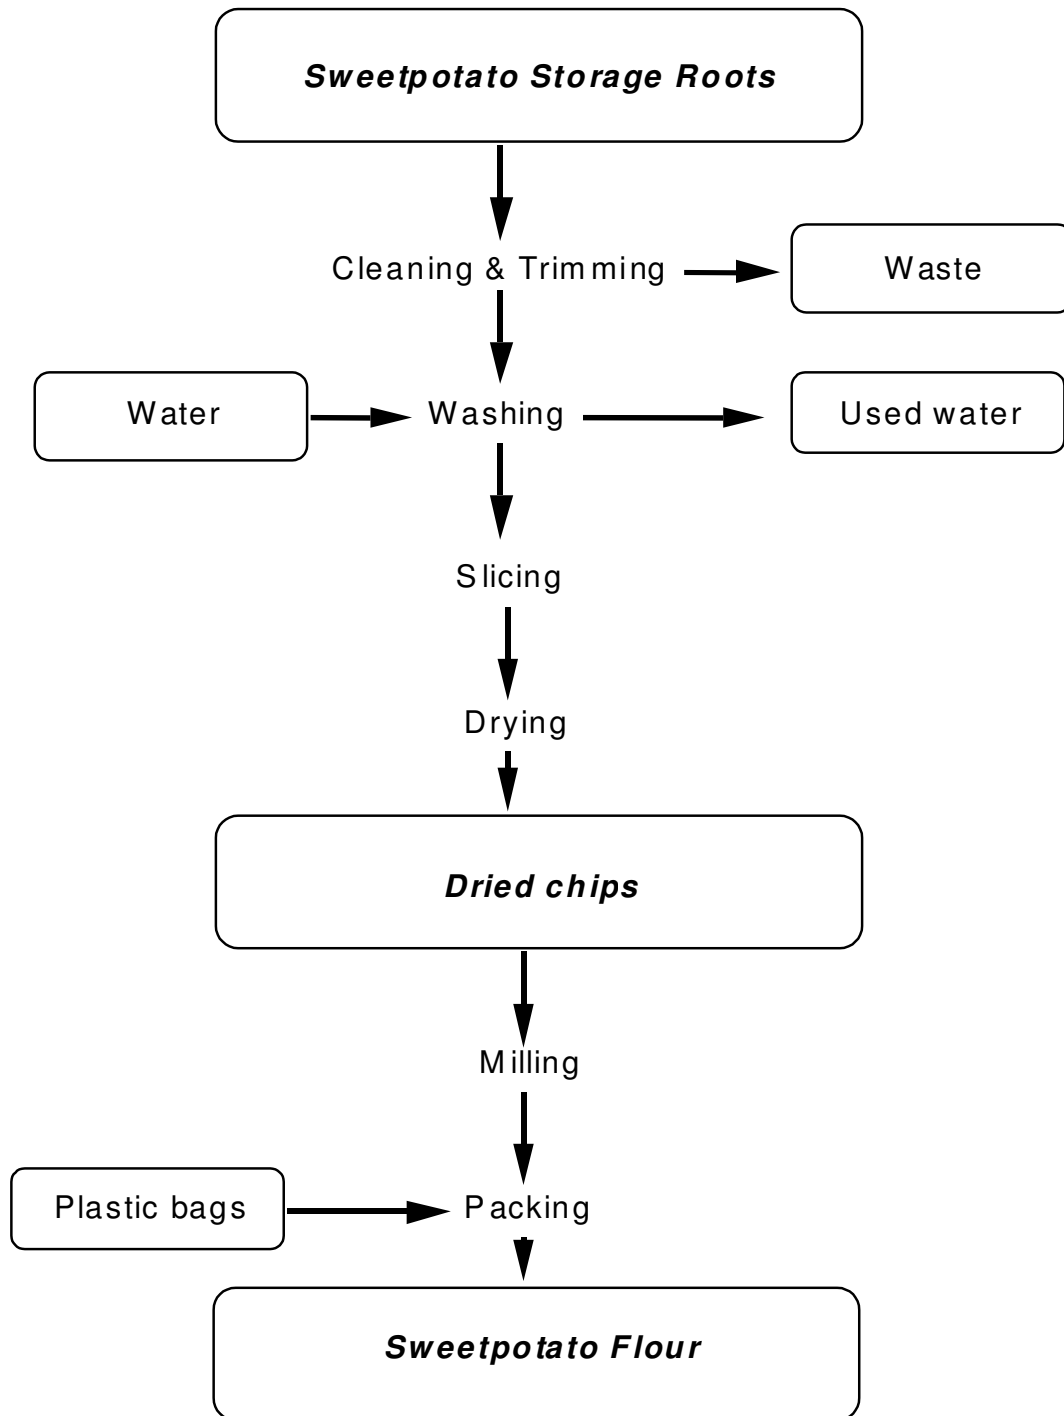 Sweetpotato Storage Roots
Cleaning & Trimming
Waste
Water
Washing
Used water
Slicing
Drying
Dried chips
Milling
Plastic bags
Packing
Sweetpotato Flour